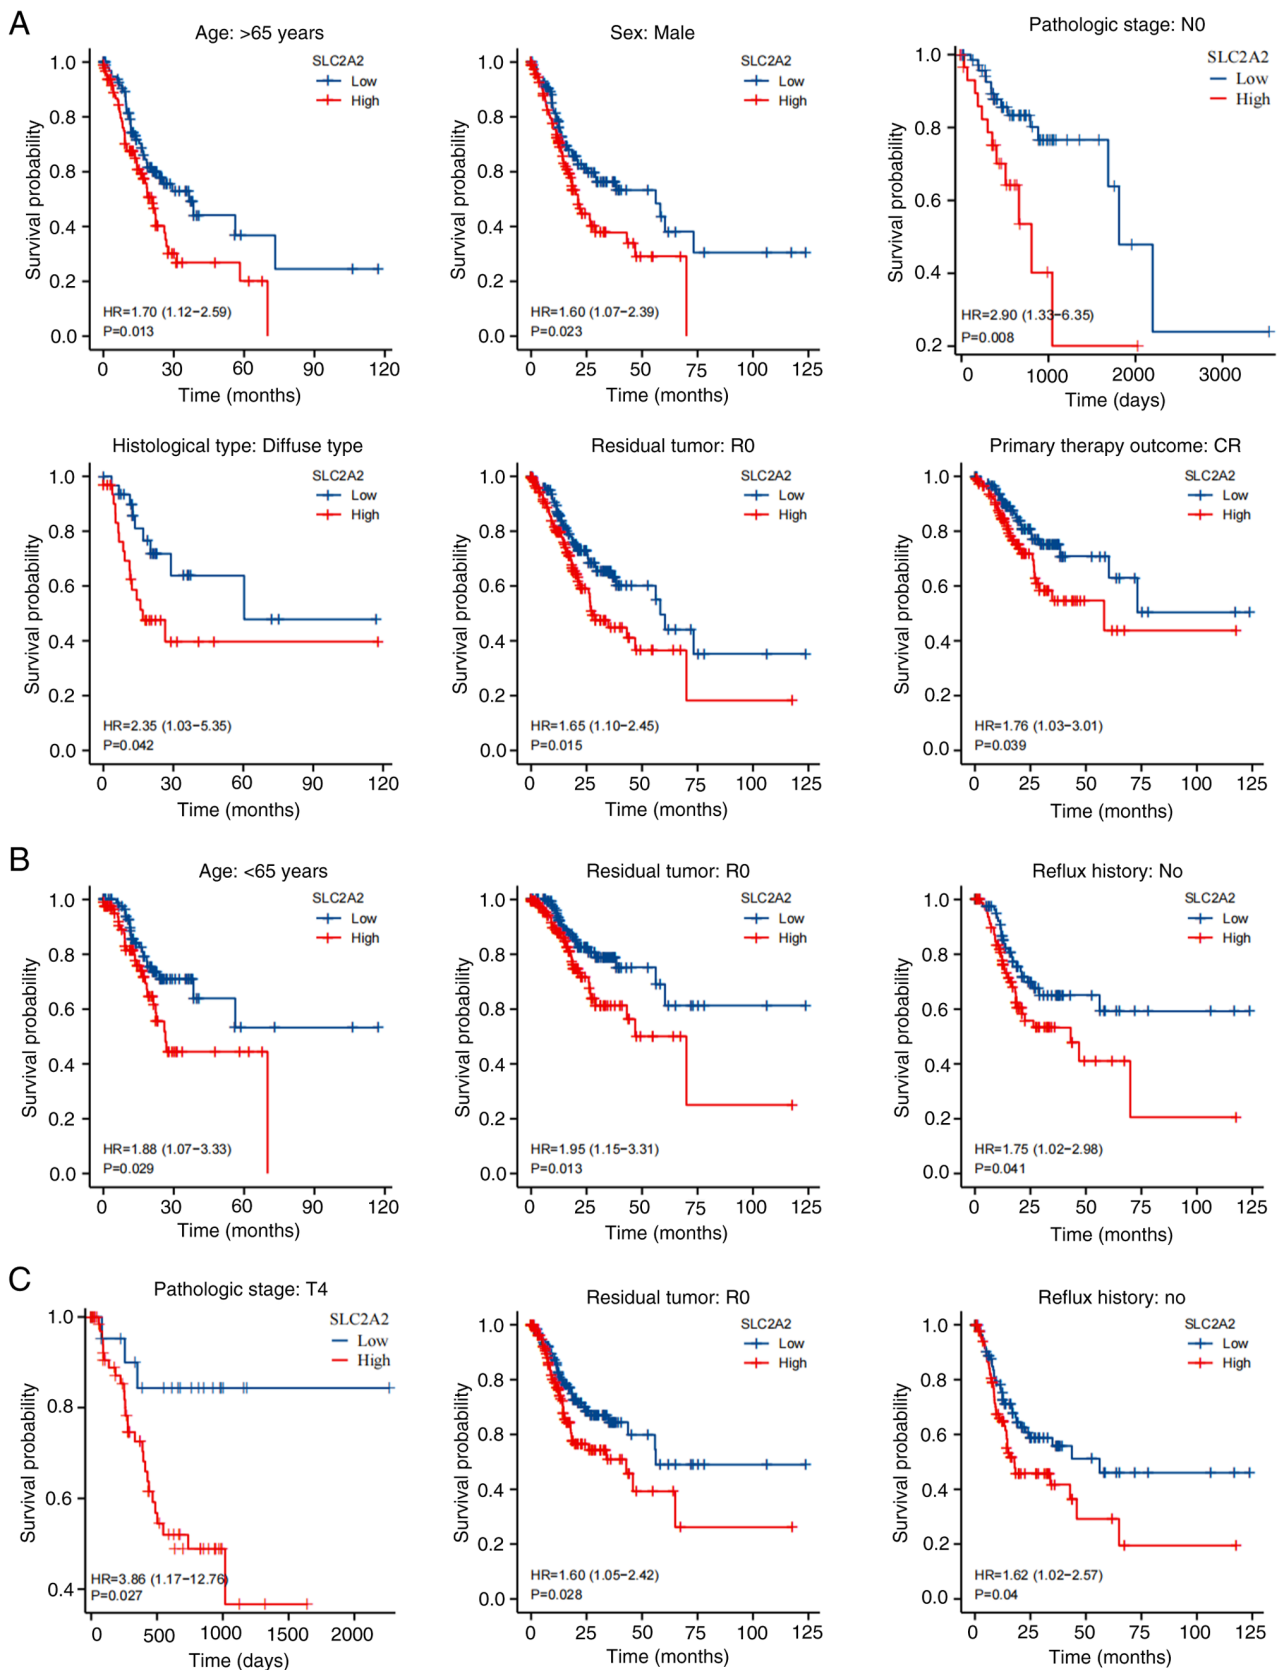 A
Age: >65 years
SLC2A2
Low
High
1.0
0.8
0.8
0.4
0.2
0.0
Survival probability
HR=1.70 (1.12−2.59)
P=0.013
0 30 60 90 120
Time (months)
Sex: Male
SLC2A2
Low
High
1.0
0.8
0.8
0.4
0.2
0.0
Survival probability
HR=1.60 (1.07−2.39)
P=0.023
0 25 50 75 100 125
Time (months)
Pathologic stage: N0
SLC2A2
Low
High
1.0
0.8
0.6
0.4
0.2
Survival probability
HR=2.90 (1.33−6.35)
P=0.008
0 1000 2000 3000
Time (days)
Histological type: Diffuse type
SLC2A2
Low
High
1.0
0.8
0.6
0.4
0.2
0.0
Survival probability
HR=2.35 (1.03−5.35)
P=0.042
0 30 60 90 120
Time (months)
Residual tumor: R0
SLC2A2
Low
High
1.0
0.8
0.6
0.4
0.2
0.0
Survival probability
HR=1.65 (1.10−2.45)
P=0.015
0 25 50 75 100 125
Time (months)
Primary therapy outcome: CR
SLC2A2
Low
High
1.0
0.8
0.6
0.4
0.2
0.0
Survival probability
HR=1.76 (1.03−3.01)
P=0.039
0 25 50 75 100 125
Time (months)
B
Age: <65 years
SLC2A2
Low
High
1.0
0.8
0.6
0.4
0.2
0.0
Survival probability
HR=1.88 (1.07−3.33)
P=0.029
0 30 60 90 120
Time (months)
Residual tumor: R0
SLC2A2
Low
High
1.0
0.8
0.8
0.4
0.2
0.0
Survival probability
HR=1.95 (1.15−3.31)
P=0.013
0 25 50 75 100 125
Time (months)
Reflux history: No
SLC2A2
Low
High
1.0
0.8
0.6
0.4
0.2
0.0
Survival probability
HR=1.75 (1.02−2.98)
P=0.041
0 25 50 75 100 125
Time (months)
C
Pathologic stage: T4
SLC2A2
Low
High
1.0
0.8
0.6
0.4
Survival probability
HR=3.86 (1.17−12.76)
P=0.027
0 500 1000 1500 2000
Time (days)
Residual tumor: R0
SLC2A2
Low
High
1.0
0.8
0.8
0.4
0.2
0.0
Survival probability
HR=1.60 (1.05−2.42)
P=0.028
0 25 50 75 100 125
Time (months)
Reflux history: no
SLC2A2
Low
High
1.0
0.8
0.6
0.4
0.2
0.0
Survival probability
HR=1.62 (1.02−2.57)
P=0.04
0 25 50 75 100 125
Time (months)